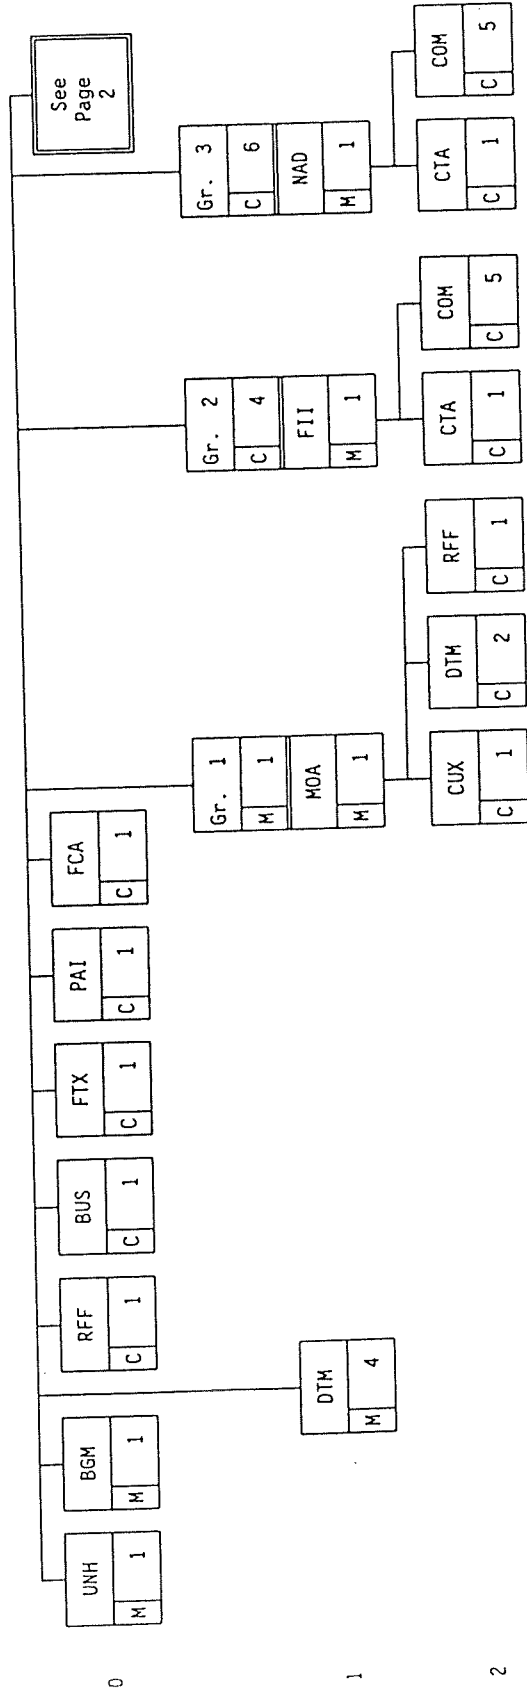 0
UNH
M 1
BGM
M 1
DTM
M 4
RFF
C 1
BUS
C 1
FTX
C 1
PAI
C 1
FCA
C 1
Gr. 1
M 1
MOA
M 1
CUX
C 1
DTM
C 2
RFF
C 1
Gr. 2
C 4
FII
M 1
CTA
C 1
COM
C 5
Gr. 3
C 6
NAD
M 1
CTA
C 1
COM
C 5
See
Page
2
1
2